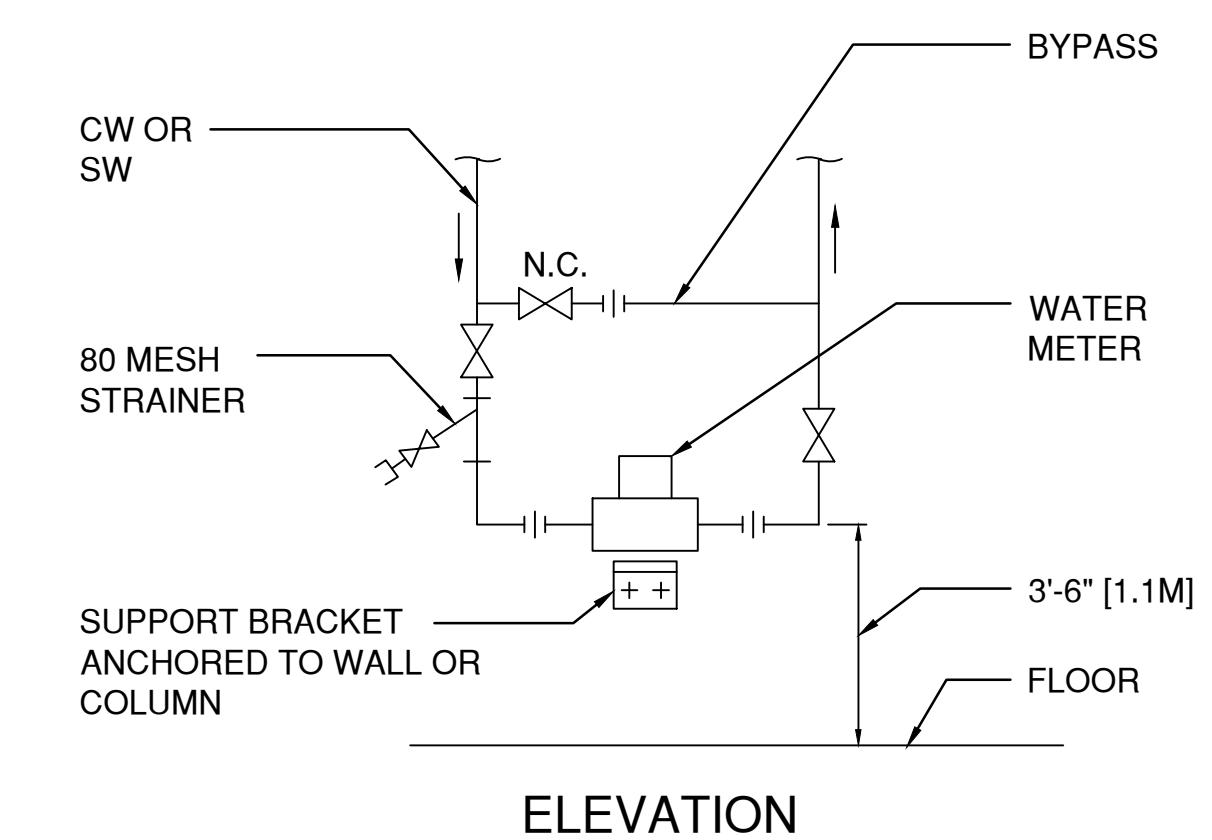 BYPASS
CW OR
SW
N.C.
WATER
METER
80 MESH
STRAINER
3'-6" [1.1M]
SUPPORT BRACKET
ANCHORED TO WALL OR
COLUMN
FLOOR
ELEVATION